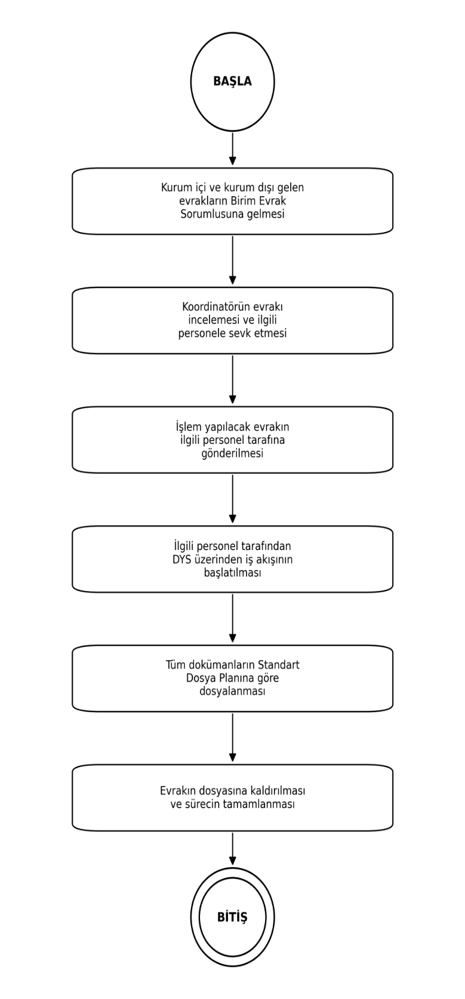 BAŞLA
Kurum içi ve kurum dışı gelen
evrakların Birim Evrak
Sorumlusuna gelmesi
Koordinatörün evrakı
incelemesi ve ilgili
personele sevk etmesi
İşlem yapılacak evrakın
ilgili personel tarafına
gönderilmesi
İlgili personel tarafından
DYS üzerinden iş akışının
başlatılması
Tüm dokümanların Standart
Dosya Planına göre
dosyalanması
Evrakın dosyasına kaldırılması
ve sürecin tamamlanması
BİTİŞ